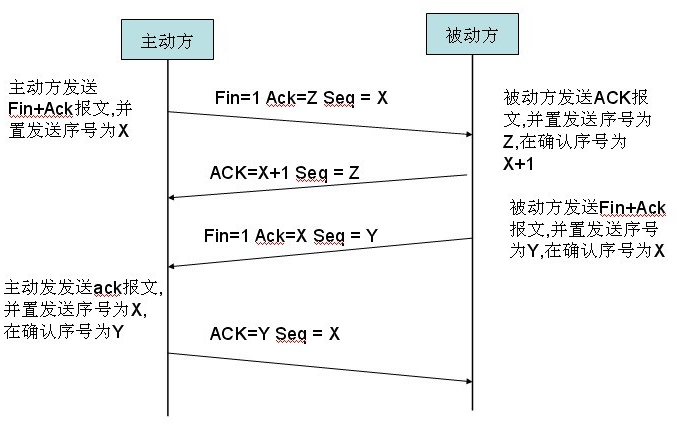 主动方
被动方
主动方发送
Fin+Ack报文,并
置发送序号为X
Fin=1 Ack=Z Seq = X
被动方发送ACK报
文,并置发送序号为
Z,在确认序号为
X+1
ACK=X+1 Seq = Z
Fin=1 Ack=X Seq = Y
被动方发送Fin+Ack
报文,并置发送序号
为Y,在确认序号为X
主动发发送ack报文,
并置发送序号为X,
在确认序号为Y
ACK=Y Seq = X